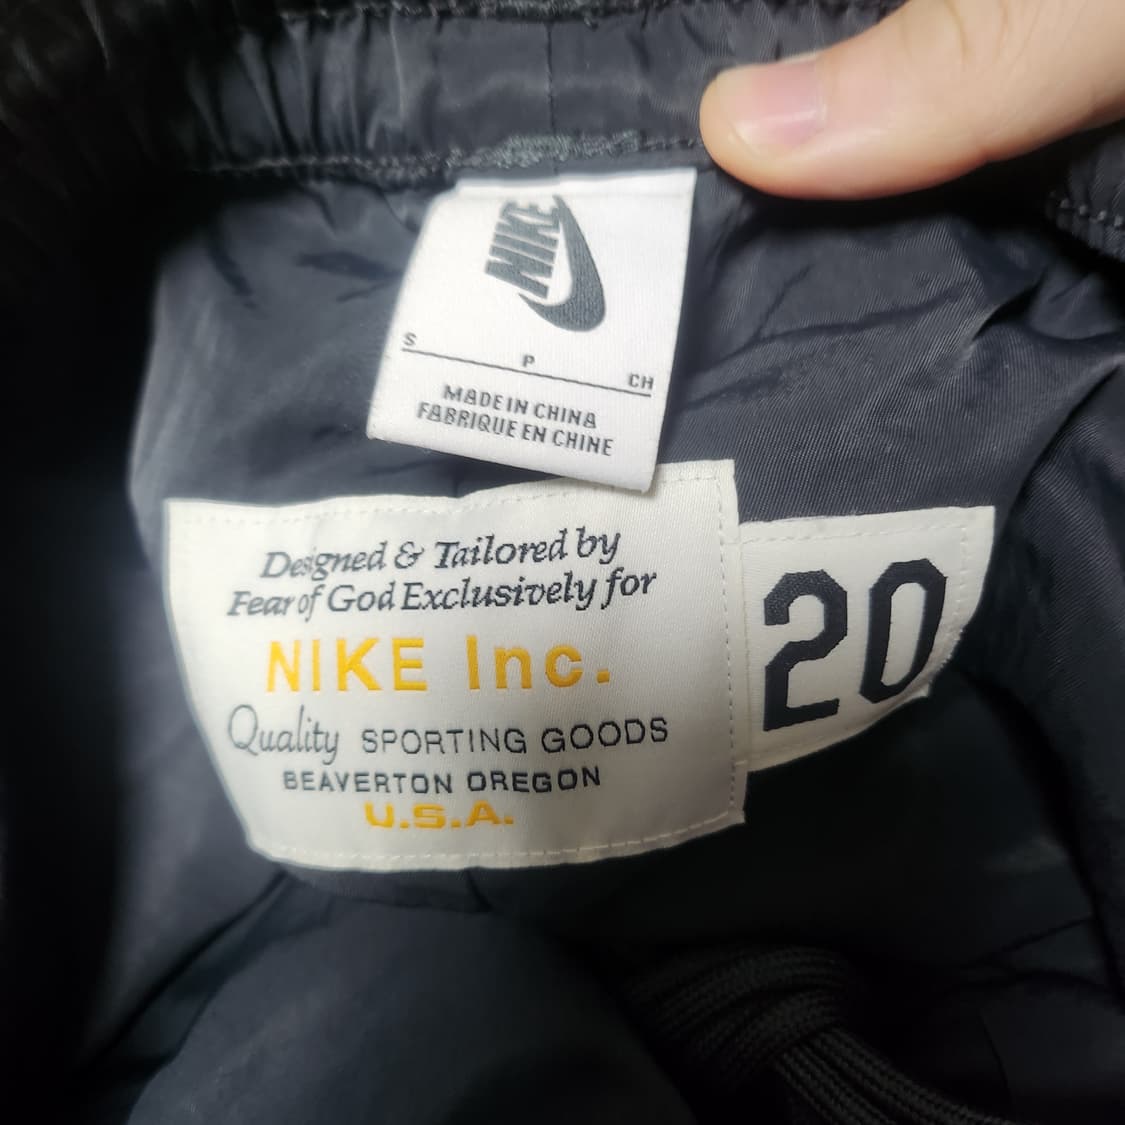 NIKE
S P CH
MADE IN CHINA
FABRIQUE EN CHINE
Designed & Tailored by
Fear of God Exclusively for
NIKE Inc.
Quality SPORTING GOODS
BEAVERTON OREGON
U.S.A.
20